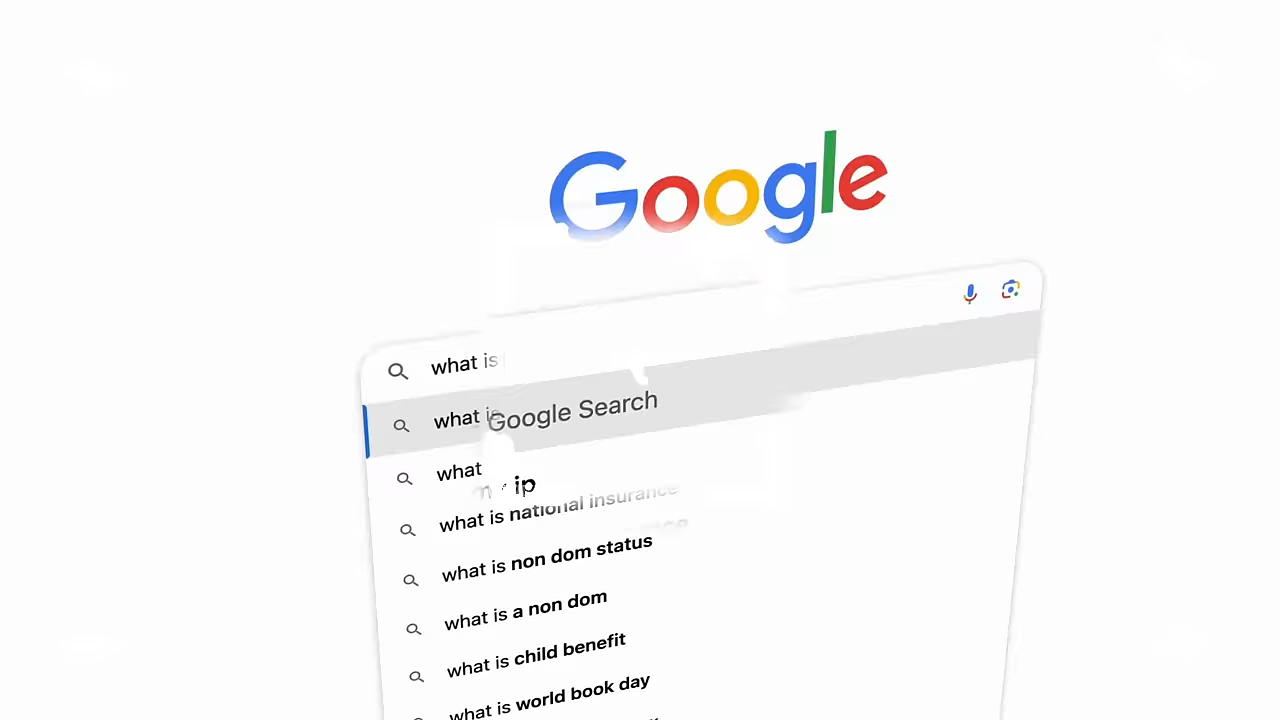 Google
what is
what is
Google Search
what
ip
what is national insurance
what is non dom status
what is a non dom
what is child benefit
what is world book day